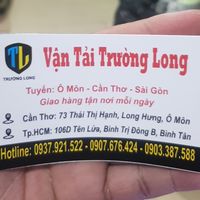 TL
TRƯỜNG LONG
Vận Tải Trường Long
Tuyến: Ô Môn - Cần Thơ - Sài Gòn
Giao hàng tận nơi mỗi ngày
Cần Thơ: 73 Thái Thị Hạnh, Long Hưng, Ô Môn
Tp.HCM: 106D Tên Lửa, Bình Trị Đông B, Bình Tân
Hotline: 0937.921.522 - 0907.676.424 - 0903.387.588